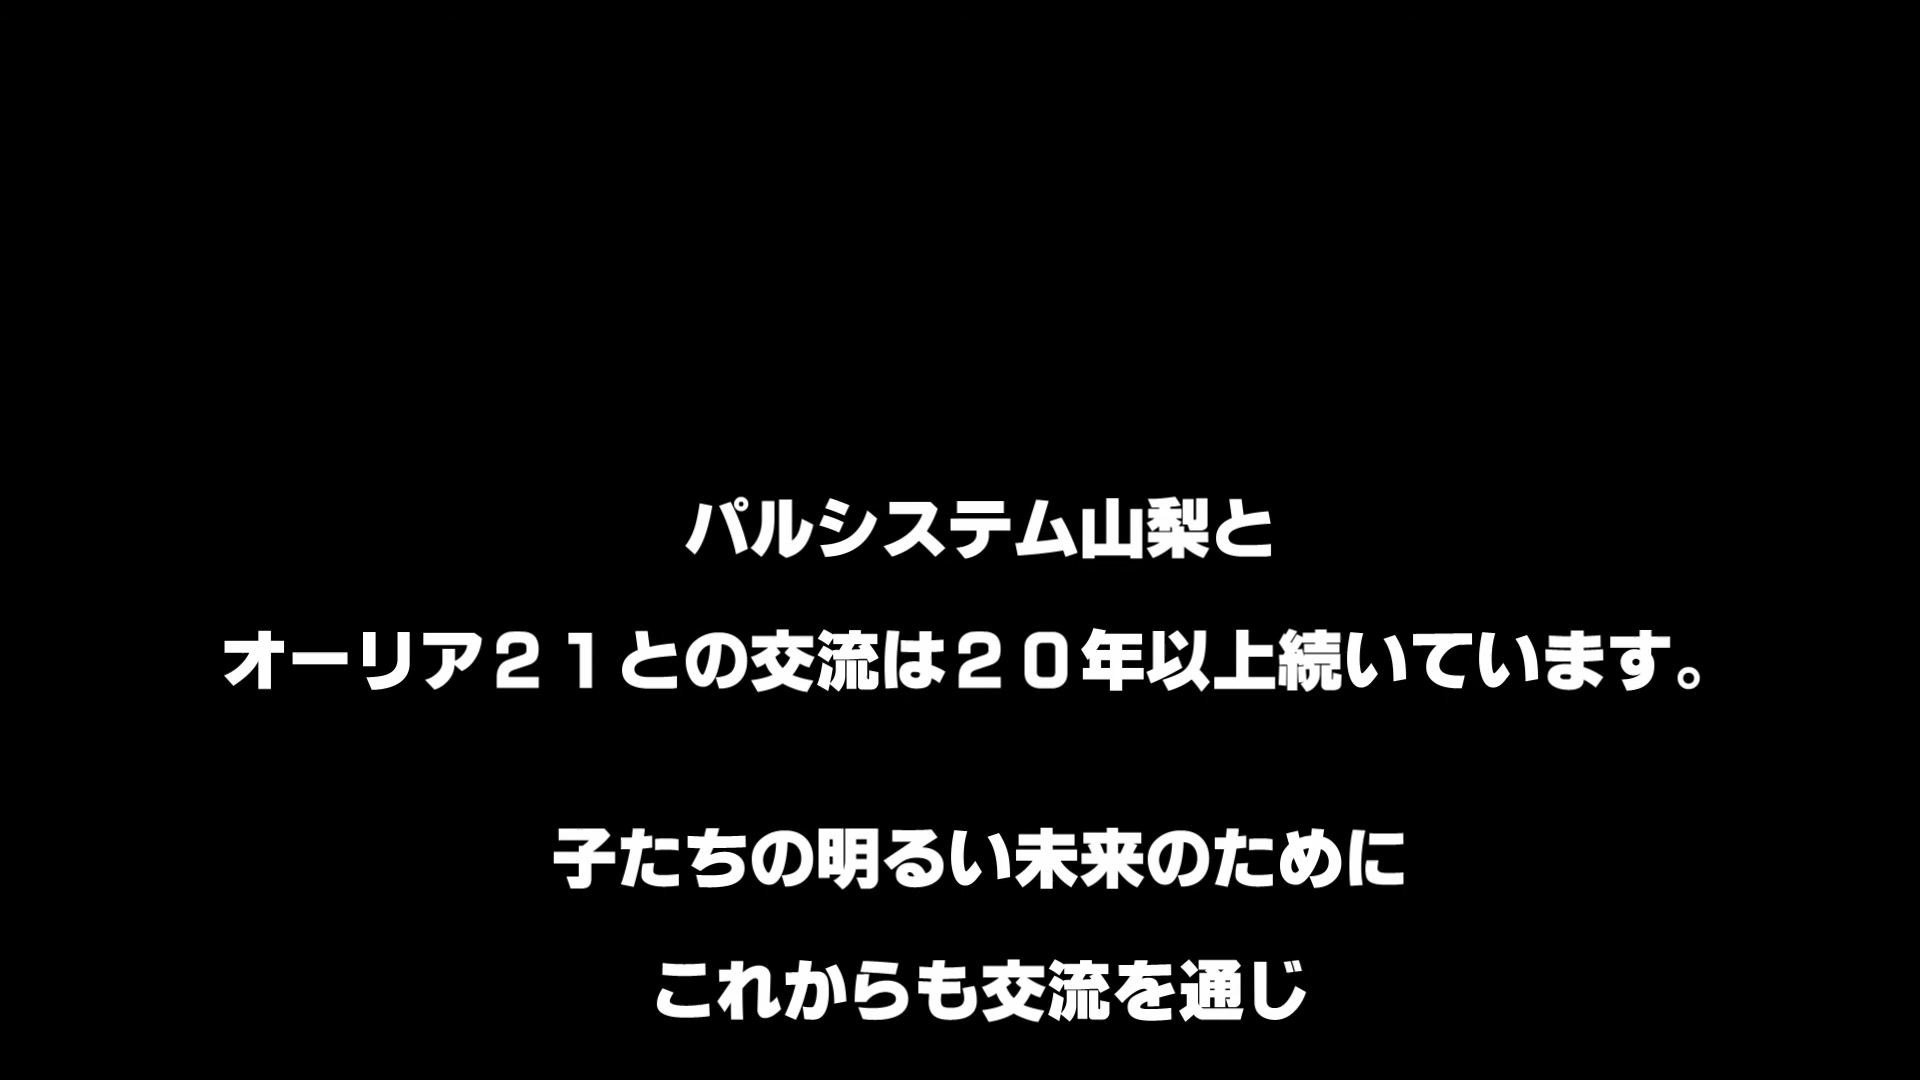 パルシステム山梨と
オーリア２１との交流は２０年以上続いています。
子たちの明るい未来のために
これからも交流を通じ